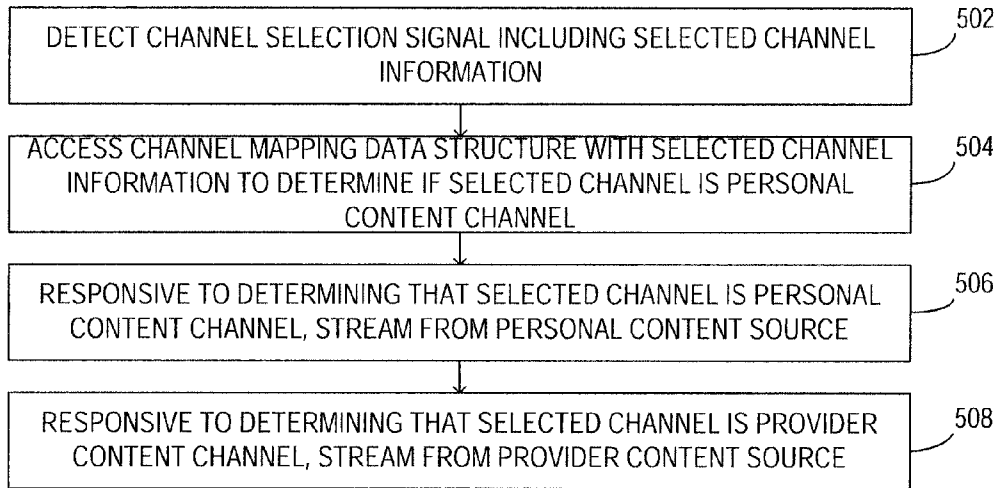 DETECT CHANNEL SELECTION SIGNAL INCLUDING SELECTED CHANNEL
INFORMATION
502
ACCESS CHANNEL MAPPING DATA STRUCTURE WITH SELECTED CHANNEL
INFORMATION TO DETERMINE IF SELECTED CHANNEL IS PERSONAL
CONTENT CHANNEL
504
RESPONSIVE TO DETERMINING THAT SELECTED CHANNEL IS PERSONAL
CONTENT CHANNEL, STREAM FROM PERSONAL CONTENT SOURCE
506
RESPONSIVE TO DETERMINING THAT SELECTED CHANNEL IS PROVIDER
CONTENT CHANNEL, STREAM FROM PROVIDER CONTENT SOURCE
508